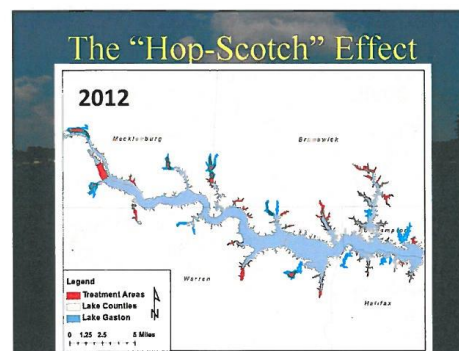 The "Hop-Scotch" Effect
2012
Mecklenburg
Brunswick
Warren
Halifax
Legend
Treatment Areas
Lake Counties
Lake Gaston
N
0 1.25 2.5 5 Miles